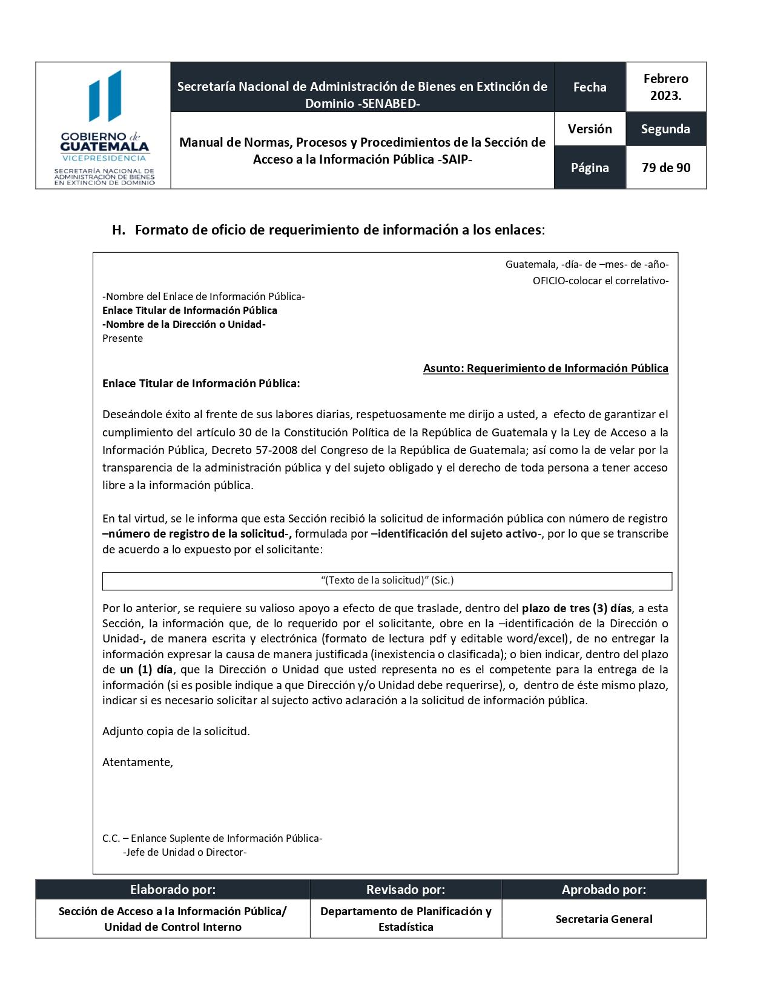 GOBIERNO de
GUATEMALA
VICEPRESIDENCIA
SECRETARÍA NACIONAL DE
ADMINISTRACIÓN DE BIENES
EN EXTINCIÓN DE DOMINIO
Secretaría Nacional de Administración de Bienes en Extinción de
Dominio -SENABED-
Fecha
Febrero
2023.
Manual de Normas, Procesos y Procedimientos de la Sección de
Acceso a la Información Pública -SAIP-
Versión
Segunda
Página
79 de 90
H. Formato de oficio de requerimiento de información a los enlaces:
Guatemala, -día- de –mes- de -año-
OFICIO-colocar el correlativo-
-Nombre del Enlace de Información Pública-
Enlace Titular de Información Pública
-Nombre de la Dirección o Unidad-
Presente
Asunto: Requerimiento de Información Pública
Enlace Titular de Información Pública:
Deseándole éxito al frente de sus labores diarias, respetuosamente me dirijo a usted, a efecto de garantizar el
cumplimiento del artículo 30 de la Constitución Política de la República de Guatemala y la Ley de Acceso a la
Información Pública, Decreto 57-2008 del Congreso de la República de Guatemala; así como la de velar por la
transparencia de la administración pública y del sujeto obligado y el derecho de toda persona a tener acceso
libre a la información pública.
En tal virtud, se le informa que esta Sección recibió la solicitud de información pública con número de registro
–número de registro de la solicitud-, formulada por –identificación del sujeto activo-, por lo que se transcribe
de acuerdo a lo expuesto por el solicitante:
“(Texto de la solicitud)” (Sic.)
Por lo anterior, se requiere su valioso apoyo a efecto de que traslade, dentro del plazo de tres (3) días, a esta
Sección, la información que, de lo requerido por el solicitante, obre en la –identificación de la Dirección o
Unidad-, de manera escrita y electrónica (formato de lectura pdf y editable word/excel), de no entregar la
información expresar la causa de manera justificada (inexistencia o clasificada); o bien indicar, dentro del plazo
de un (1) día, que la Dirección o Unidad que usted representa no es el competente para la entrega de la
información (si es posible indique a que Dirección y/o Unidad debe requerirse), o, dentro de éste mismo plazo,
indicar si es necesario solicitar al sujecto activo aclaración a la solicitud de información pública.
Adjunto copia de la solicitud.
Atentamente,
C.C. – Enlance Suplente de Información Pública-
-Jefe de Unidad o Director-
Elaborado por:
Revisado por:
Aprobado por:
Sección de Acceso a la Información Pública/
Unidad de Control Interno
Departamento de Planificación y
Estadística
Secretaria General